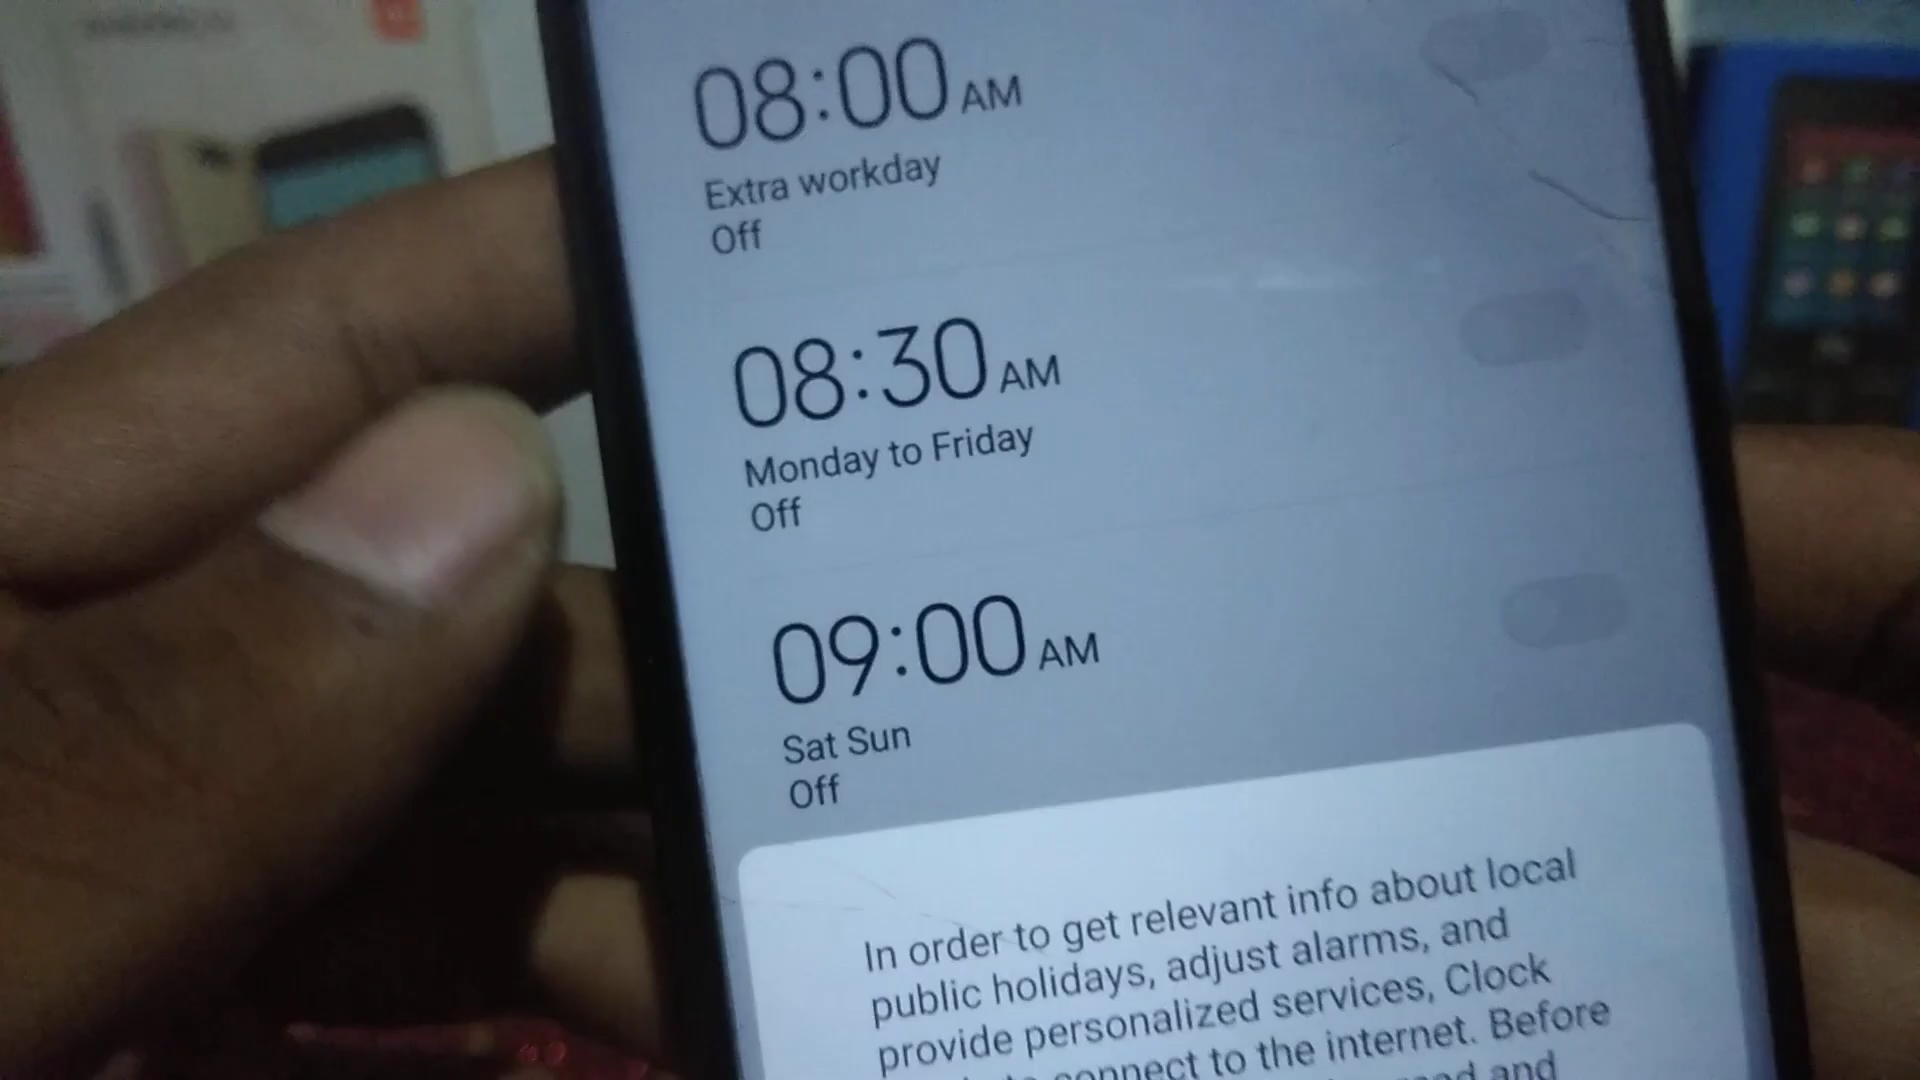 08:00 AM
Extra workday
Off
08:30 AM
Monday to Friday
Off
09:00 AM
Sat Sun
Off
In order to get relevant info about local
public holidays, adjust alarms, and
provide personalized services, Clock
connect to the internet. Before
and